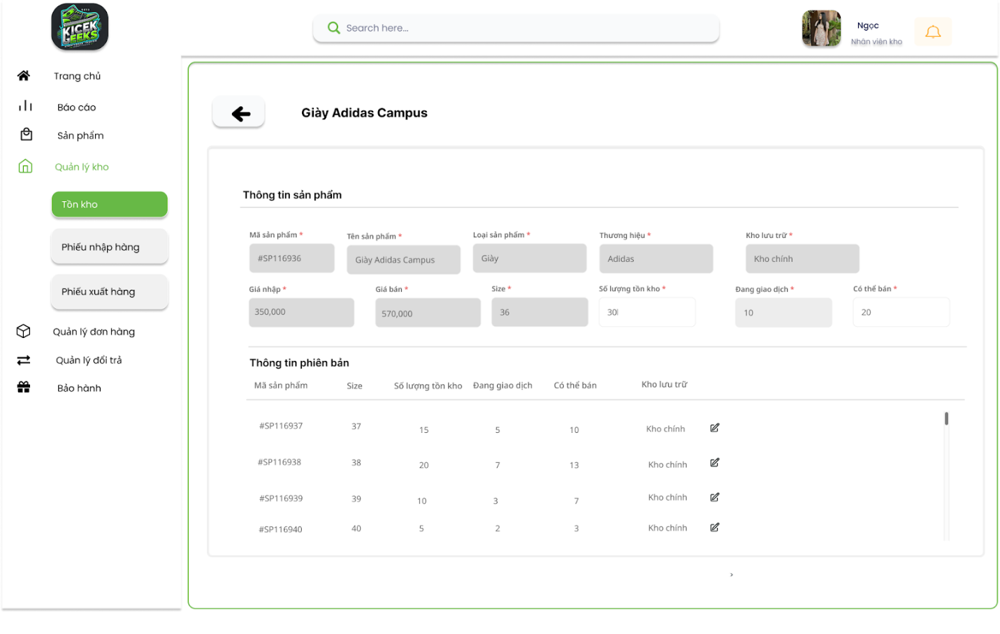 KICEK
GEEKS
Search here...
Ngọc
Nhân viên kho
Trang chủ
Báo cáo
Sản phẩm
Quản lý kho
Tồn kho
Phiếu nhập hàng
Phiếu xuất hàng
Quản lý đơn hàng
Quản lý đổi trả
Bảo hành
Giày Adidas Campus
Thông tin sản phẩm
Mã sản phẩm * Tên sản phẩm * Loại sản phẩm * Thương hiệu * Kho lưu trữ *
#SP116936 Giày Adidas Campus Giày Adidas Kho chính
Giá nhập * Giá bán * Size * Số lượng tồn kho * Đang giao dịch * Có thể bán *
350,000 570,000 36 30 10 20
Thông tin phiên bản
Mã sản phẩm Size Số lượng tồn kho Đang giao dịch Có thể bán Kho lưu trữ
#SP116937 37 15 5 10 Kho chính
#SP116938 38 20 7 13 Kho chính
#SP116939 39 10 3 7 Kho chính
#SP116940 40 5 2 3 Kho chính